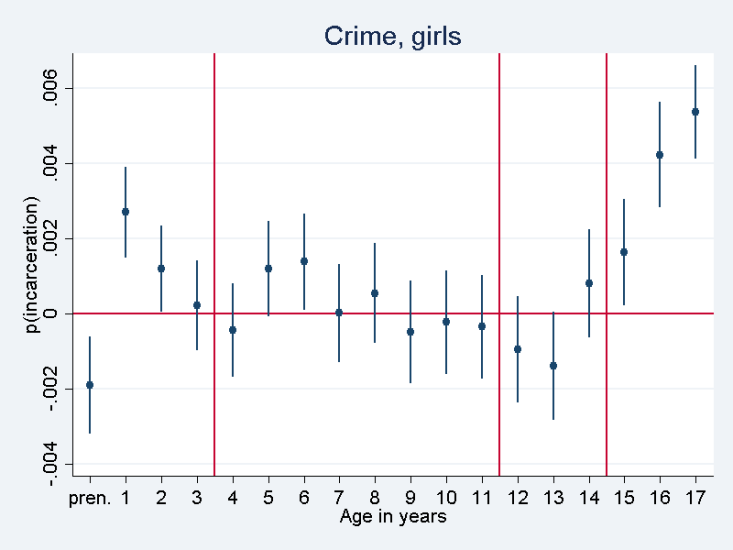 Crime, girls
p(incarceration)
.006
.004
.002
0
-.002
-.004
pren. 1 2 3 4 5 6 7 8 9 10 11 12 13 14 15 16 17
Age in years